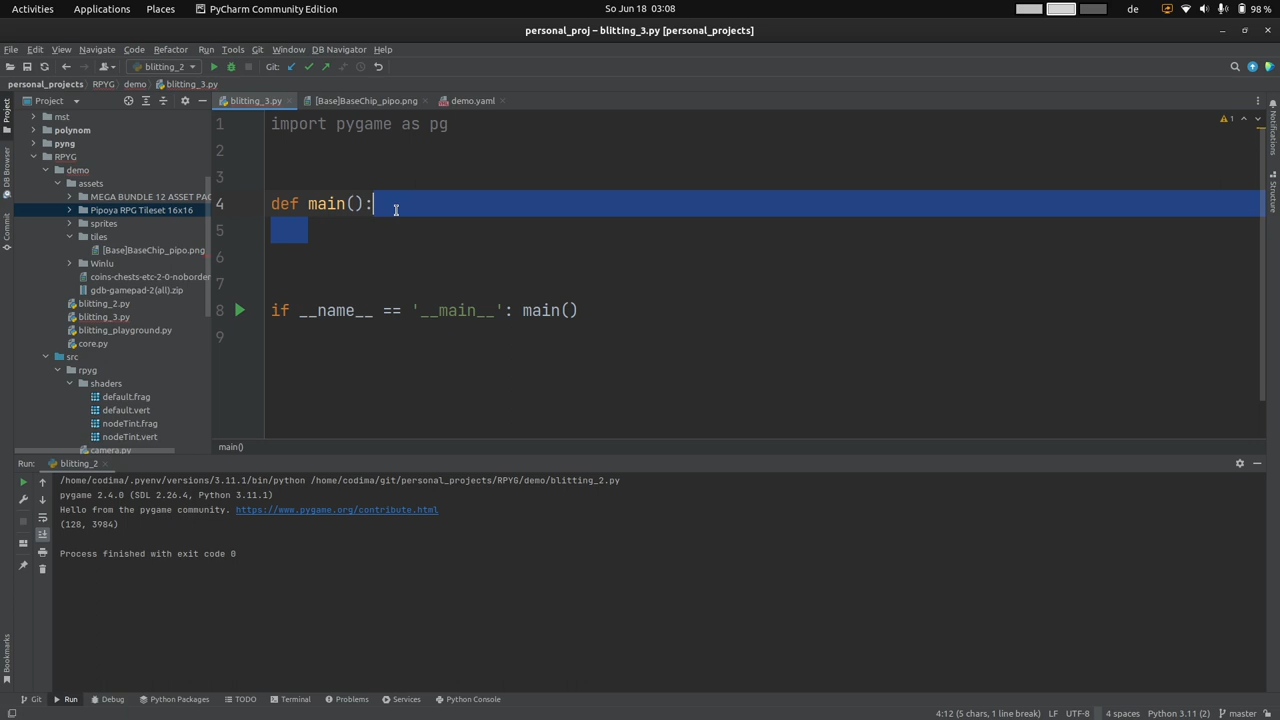 Activities Applications Places PyCharm Community Edition So Jun 18 03:08 de 98 %
personal_proj – blitting_3.py [personal_projects]
File Edit View Navigate Code Refactor Run Tools Git Window DB Navigator Help
blitting_2 Git:
personal_projects RPYG demo blitting_3.py
Project blitting_3.py [Base]BaseChip_pipo.png demo.yaml
mst
polynom
pyng
RPYG
demo
assets
MEGA BUNDLE 12 ASSET PAC
Pipoya RPG Tileset 16x16
sprites
tiles
[Base]BaseChip_pipo.png
Winlu
coins-chests-etc-2-0-noborder
gdb-gamepad-2(all).zip
blitting_2.py
blitting_3.py
blitting_playground.py
core.py
src
rpyg
shaders
default.frag
default.vert
nodeTint.frag
nodeTint.vert
camera.py
1 import pygame as pg
2
3
4 def main():
5
6
7
8 if __name__ == '__main__': main()
9
1
main()
Project
DB Browser
Commit
Bookmarks
Notifications
Structure
Run: blitting_2
/home/codima/.pyenv/versions/3.11.1/bin/python /home/codima/git/personal_projects/RPYG/demo/blitting_2.py
pygame 2.4.0 (SDL 2.26.4, Python 3.11.1)
Hello from the pygame community. https://www.pygame.org/contribute.html
(128, 3984)
Process finished with exit code 0
Git Run Debug Python Packages TODO Terminal Problems Services Python Console
4:12 (5 chars, 1 line break) LF UTF-8 4 spaces Python 3.11 (2) master